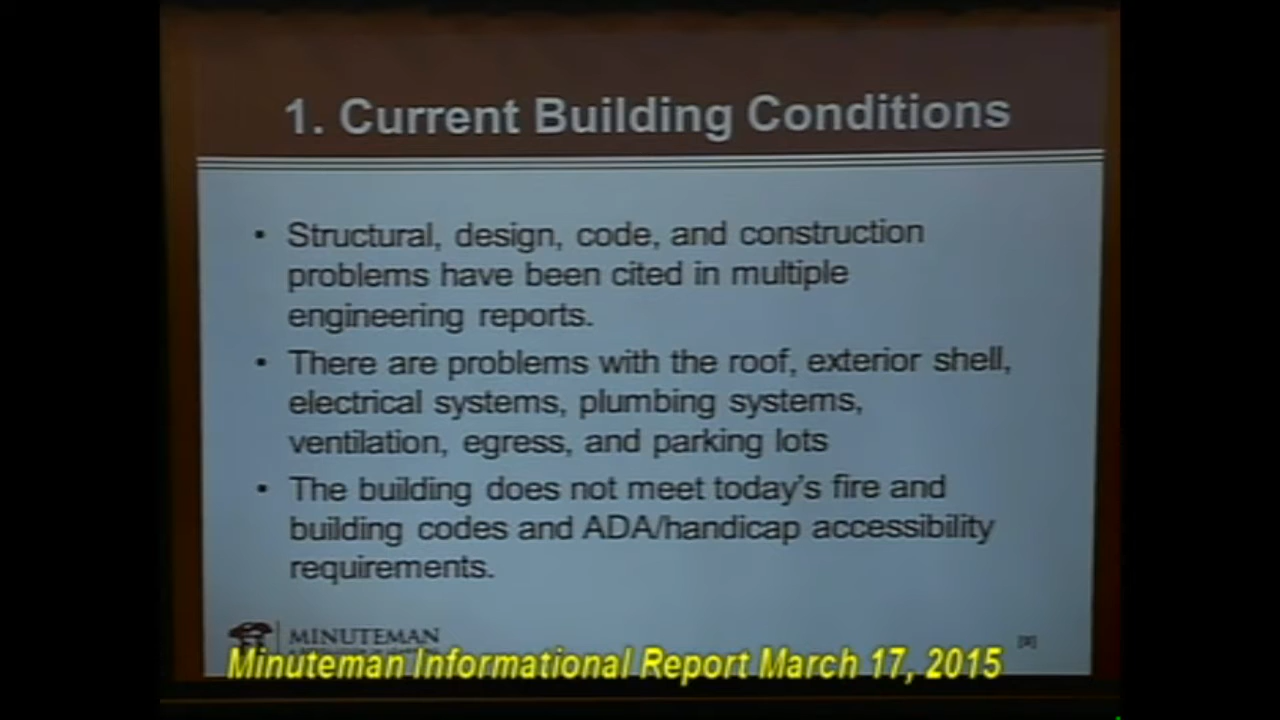 1. Current Building Conditions
• Structural, design, code, and construction
problems have been cited in multiple
engineering reports.
• There are problems with the roof, exterior shell,
electrical systems, plumbing systems,
ventilation, egress, and parking lots
• The building does not meet today's fire and
building codes and ADA/handicap accessibility
requirements.
MINUTEMAN
Minuteman Informational Report March 17, 2015